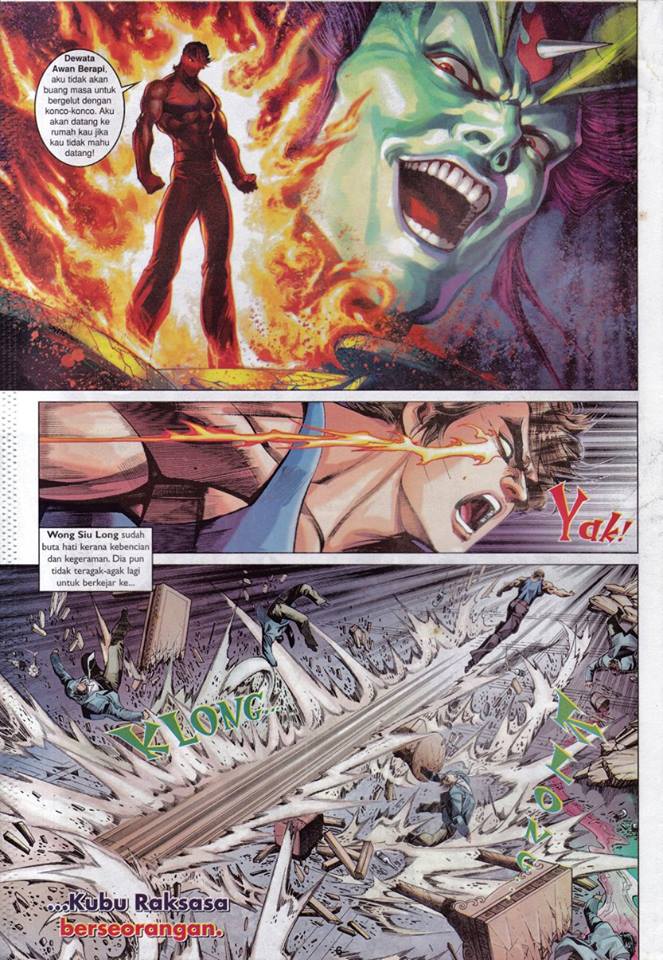 Dewata
Awan Berapi,
aku tidak akan
buang masa untuk
bergelut dengan
konco-konco. Aku
akan datang ke
rumah kau jika
kau tidak mahu
datang!
Yak!
Wong Siu Long sudah
buta hati kerana kebencian
dan kegeraman. Dia pun
tidak teragak-agak lagi
untuk berkejar ke...
KLONG...
KLONG
...Kubu Raksasa
berseorangan.